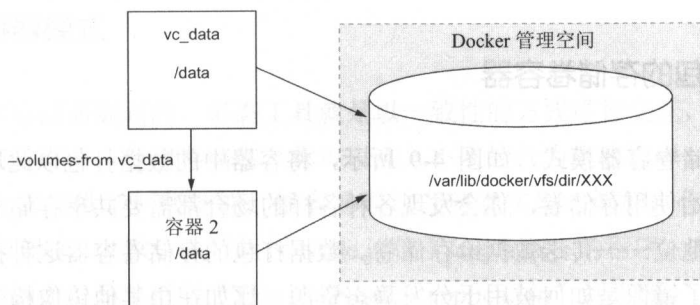 vc_data
/data
Docker 管理空间
/var/lib/docker/vfs/dir/XXX
–volumes-from vc_data
容器 2
/data